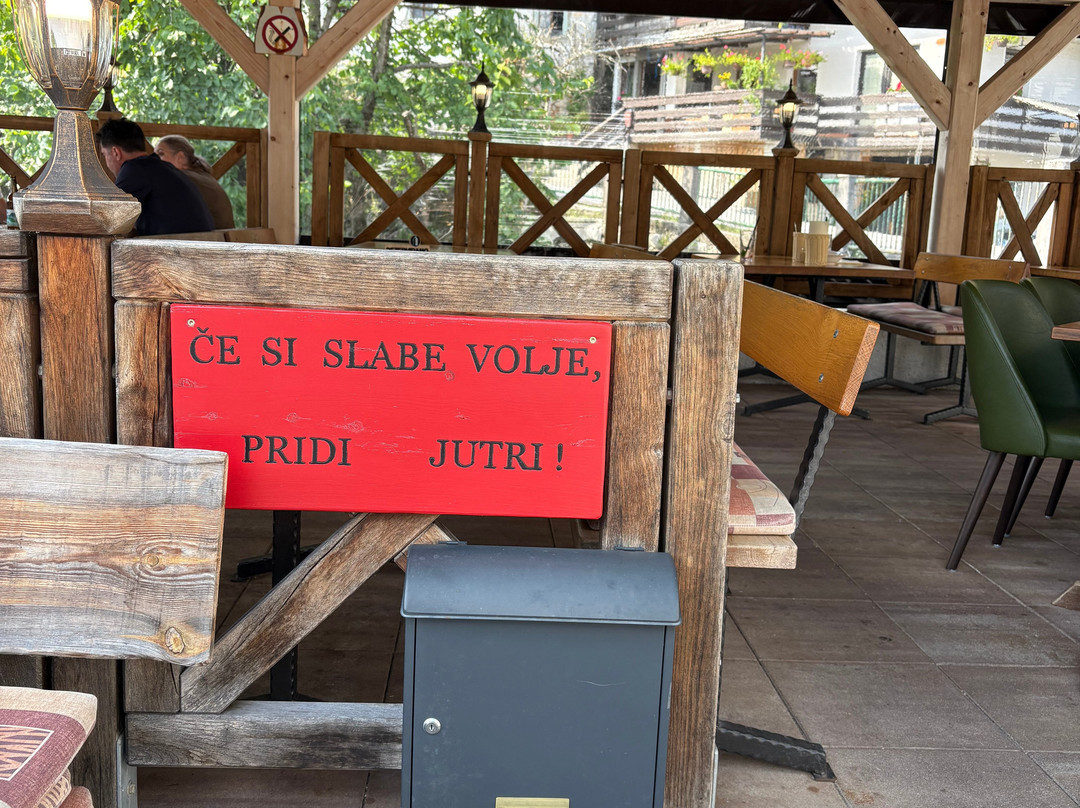 ČE SI SLABE VOLJE,
PRIDI JUTRI!